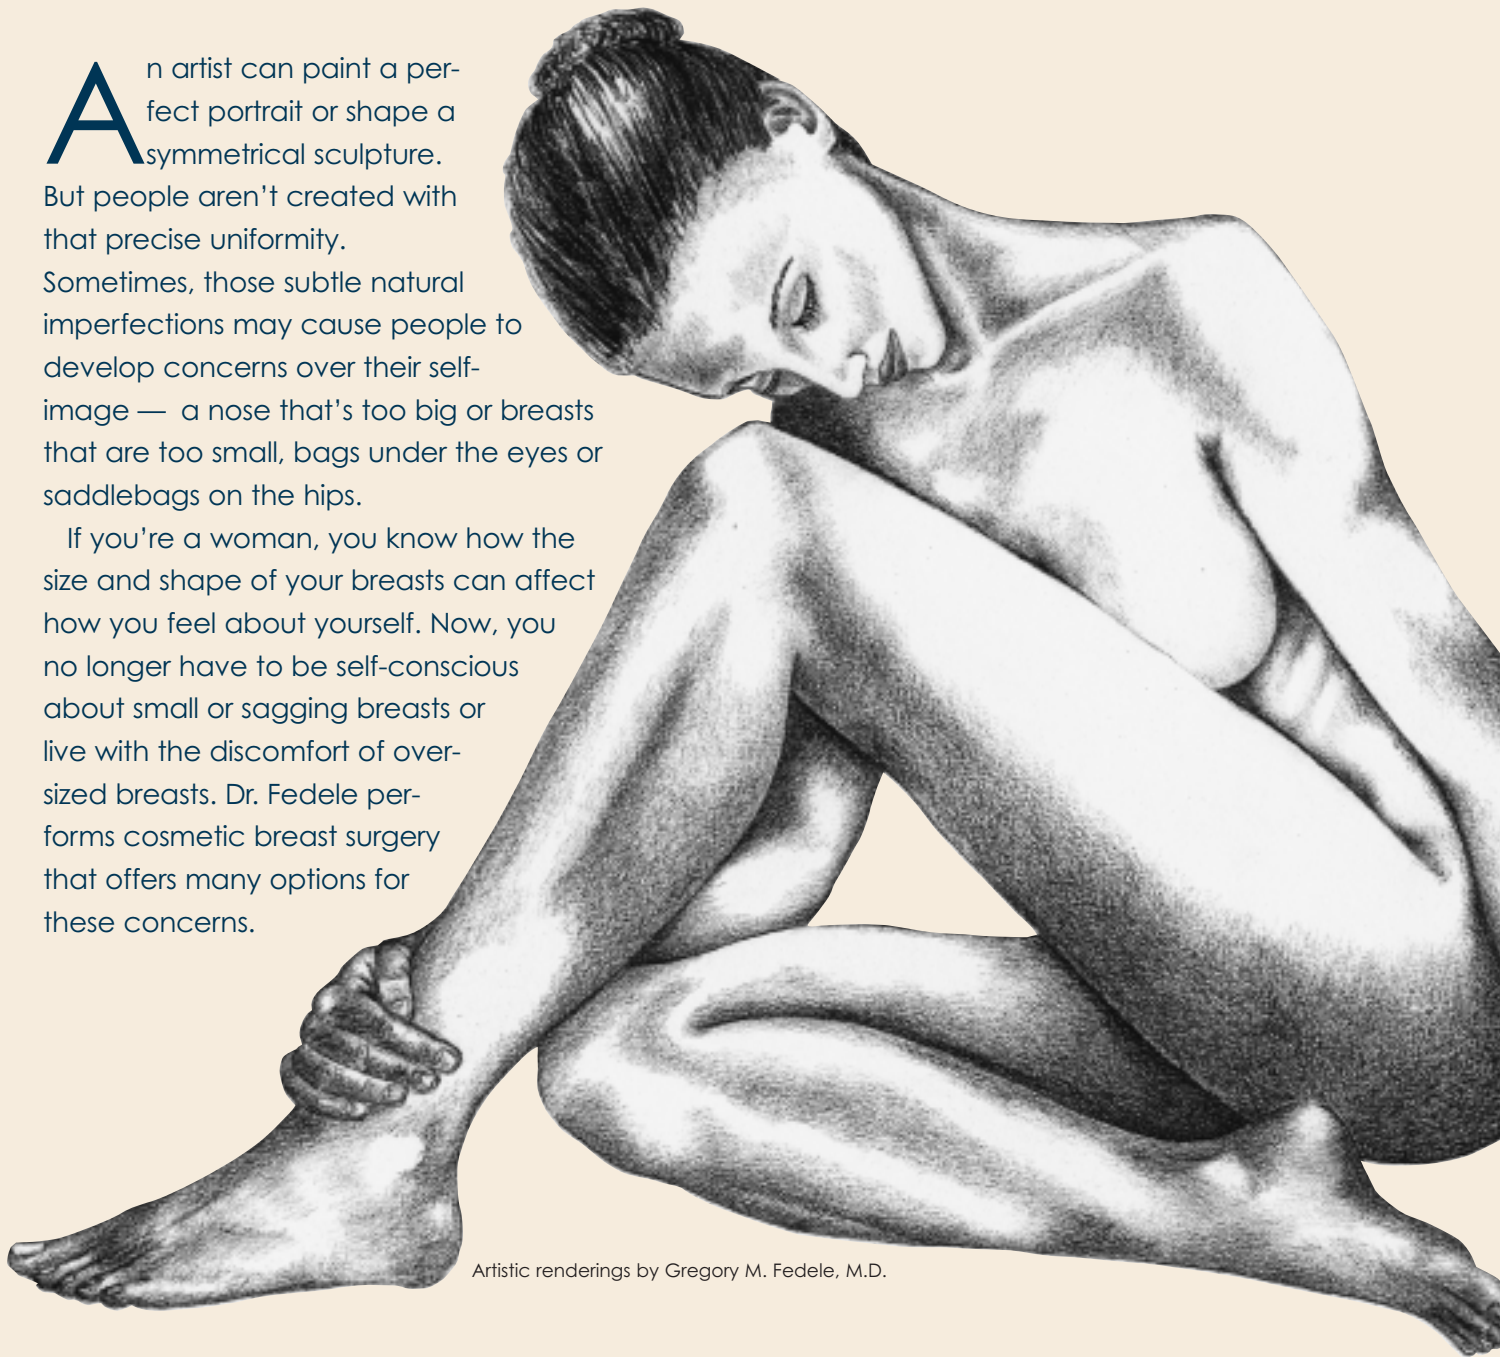 An artist can paint a per-
fect portrait or shape a
symmetrical sculpture.
But people aren’t created with
that precise uniformity.
Sometimes, those subtle natural
imperfections may cause people to
develop concerns over their self-
image —  a nose that’s too big or breasts
that are too small, bags under the eyes or
saddlebags on the hips.
If you’re a woman, you know how the
size and shape of your breasts can affect
how you feel about yourself. Now, you
no longer have to be self-conscious
about small or sagging breasts or
live with the discomfort of over-
sized breasts. Dr. Fedele per-
forms cosmetic breast surgery
that offers many options for
these concerns.
Artistic renderings by Gregory M. Fedele, M.D.